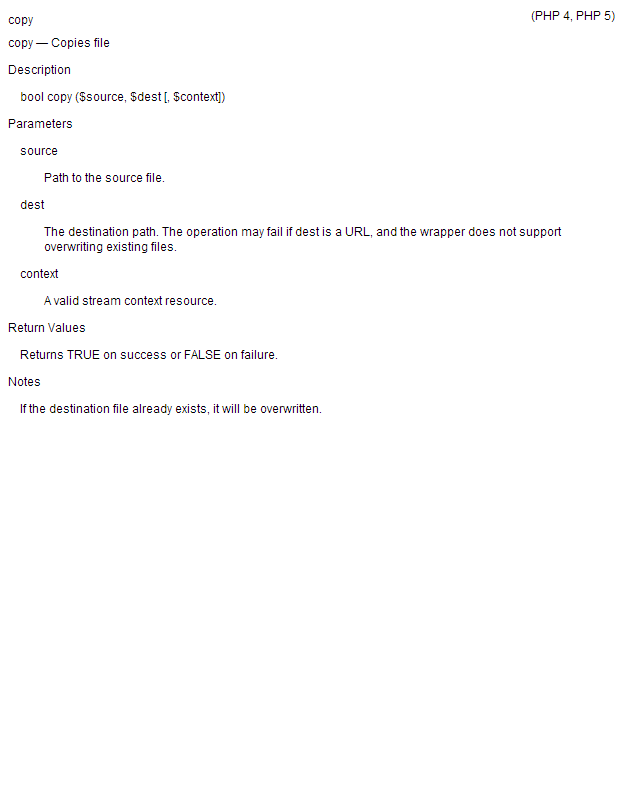 copy
(PHP 4, PHP 5)
copy — Copies file
Description
bool copy ($source, $dest [, $context])
Parameters
source
Path to the source file.
dest
The destination path. The operation may fail if dest is a URL, and the wrapper does not support
overwriting existing files.
context
A valid stream context resource.
Return Values
Returns TRUE on success or FALSE on failure.
Notes
If the destination file already exists, it will be overwritten.